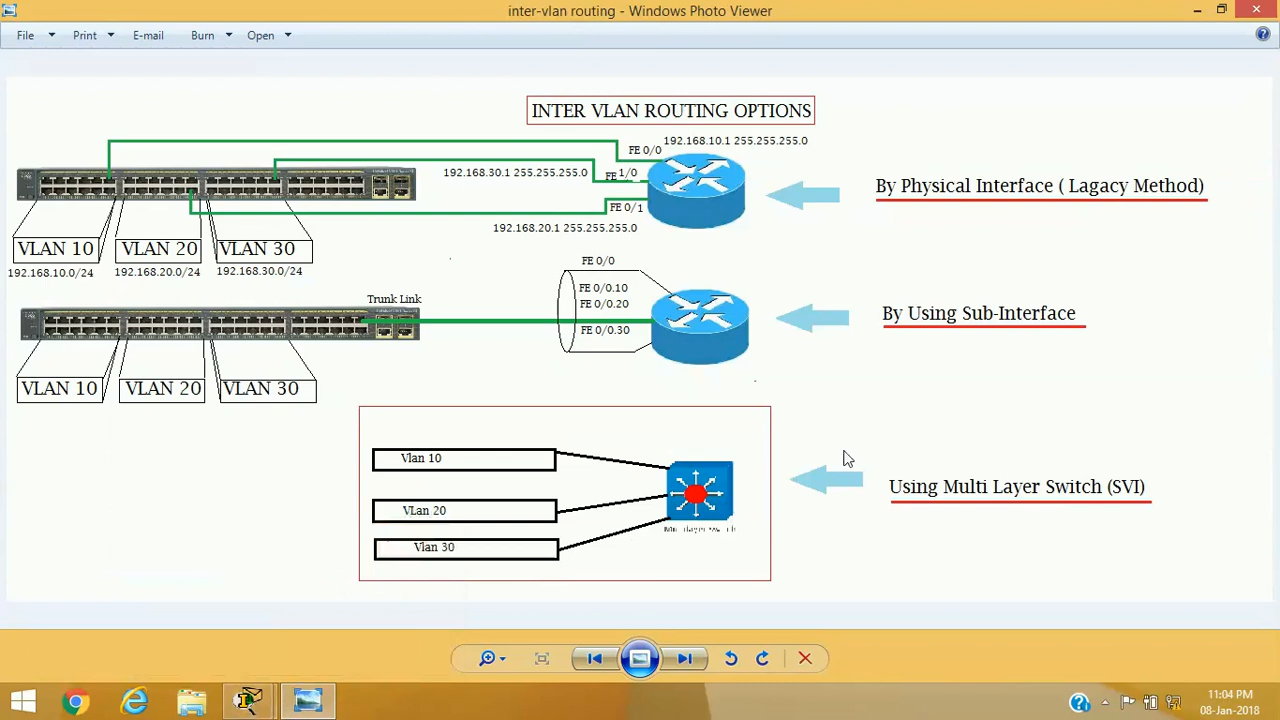 inter-vlan routing - Windows Photo Viewer
File Print E-mail Burn Open
INTER VLAN ROUTING OPTIONS
192.168.10.1 255.255.255.0
FE 0/0
192.168.30.1 255.255.255.0
FE 1/0
FE 0/1
192.168.20.1 255.255.255.0
By Physical Interface ( Lagacy Method)
VLAN 10 VLAN 20 VLAN 30
192.168.10.0/24 192.168.20.0/24 192.168.30.0/24
Trunk Link
FE 0/0
FE 0/0.10
FE 0/0.20
FE 0/0.30
By Using Sub-Interface
VLAN 10 VLAN 20 VLAN 30
Vlan 10
VLan 20
Vlan 30
Using Multi Layer Switch (SVI)
11:04 PM
08-Jan-2018